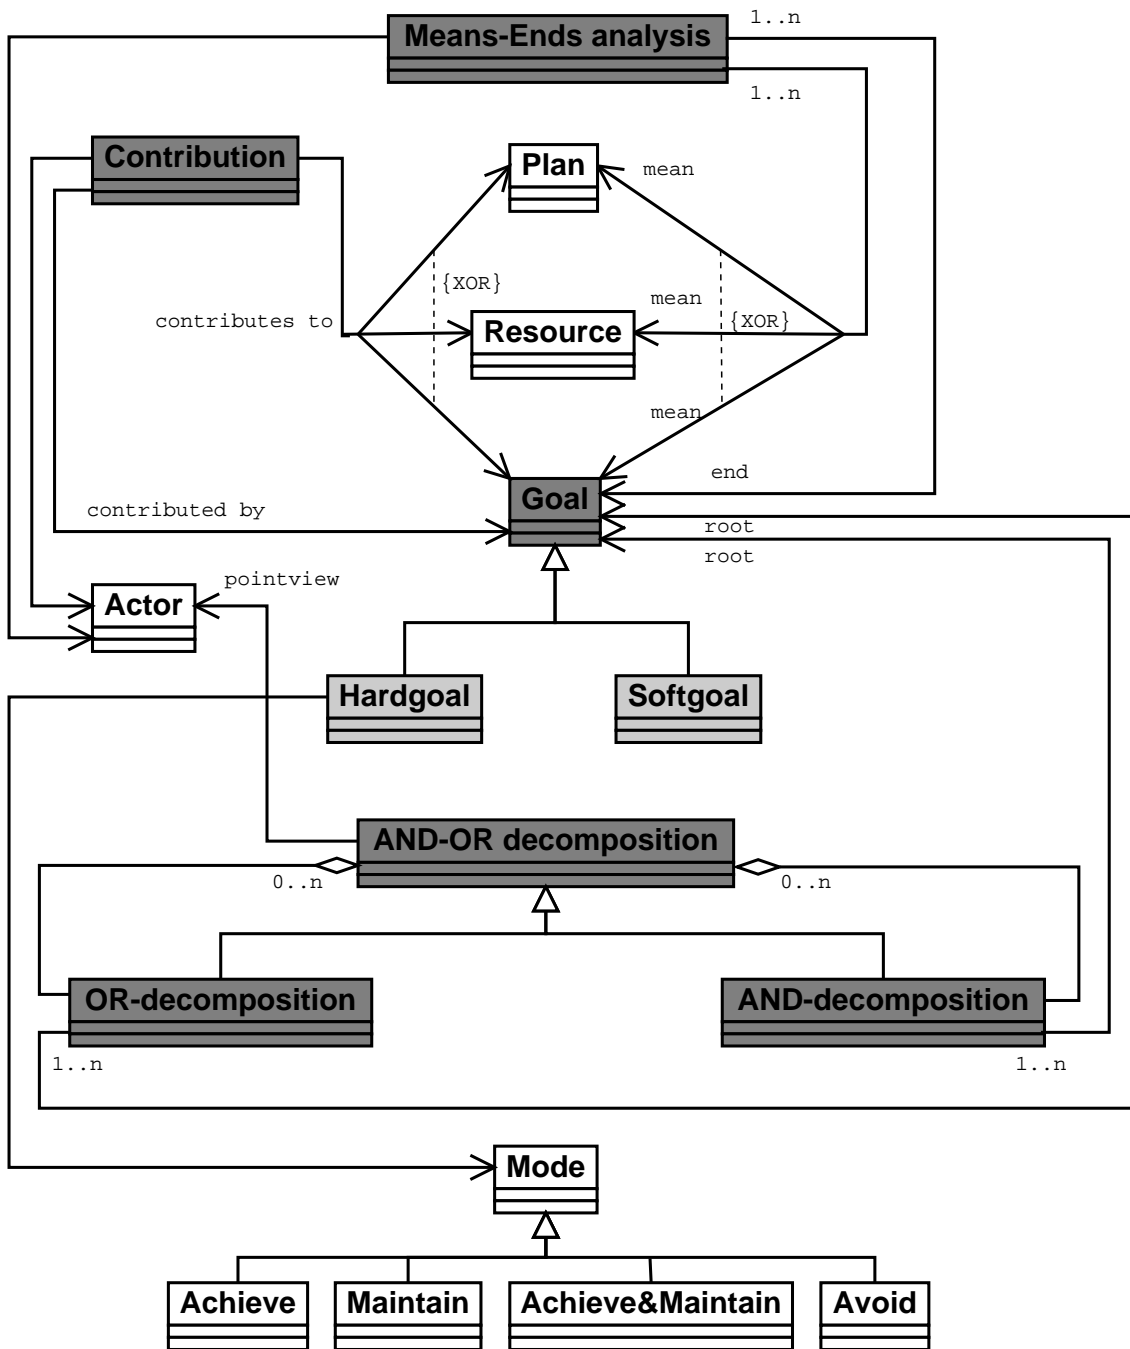 1..n
Means-Ends analysis
1..n
Contribution
Plan
mean
{XOR}
mean
contributes to
Resource
{XOR}
mean
end
Goal
contributed by
root
root
pointview
Actor
Hardgoal
Softgoal
AND-OR decomposition
0..n
0..n
OR-decomposition
AND-decomposition
1..n
1..n
Mode
Achieve
Maintain
Achieve&Maintain
Avoid